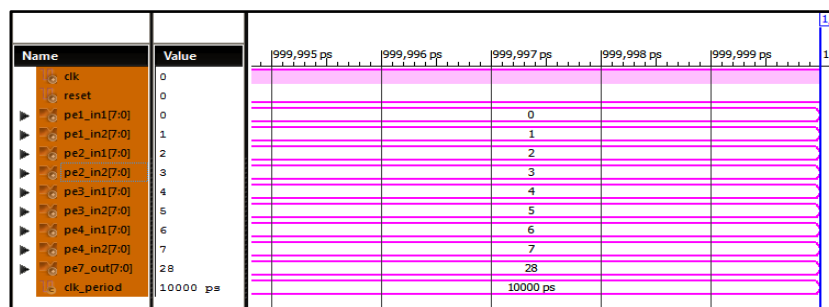 1,
Name Value 999,995 ps 999,996 ps 999,997 ps 999,998 ps 999,999 ps 1
clk 0
reset 0
pe1_in1[7:0] 0 0
pe1_in2[7:0] 1 1
pe2_in1[7:0] 2 2
pe2_in2[7:0] 3 3
pe3_in1[7:0] 4 4
pe3_in2[7:0] 5 5
pe4_in1[7:0] 6 6
pe4_in2[7:0] 7 7
pe7_out[7:0] 28 28
clk_period 10000 ps 10000 ps